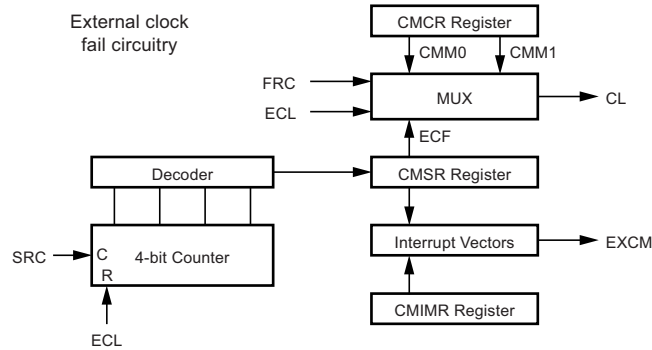 External clock
fail circuitry
CMCR Register
CMM0
CMM1
FRC
MUX
CL
ECL
ECF
Decoder
CMSR Register
SRC
C
4-bit Counter
R
Interrupt Vectors
EXCM
CMIMR Register
ECL